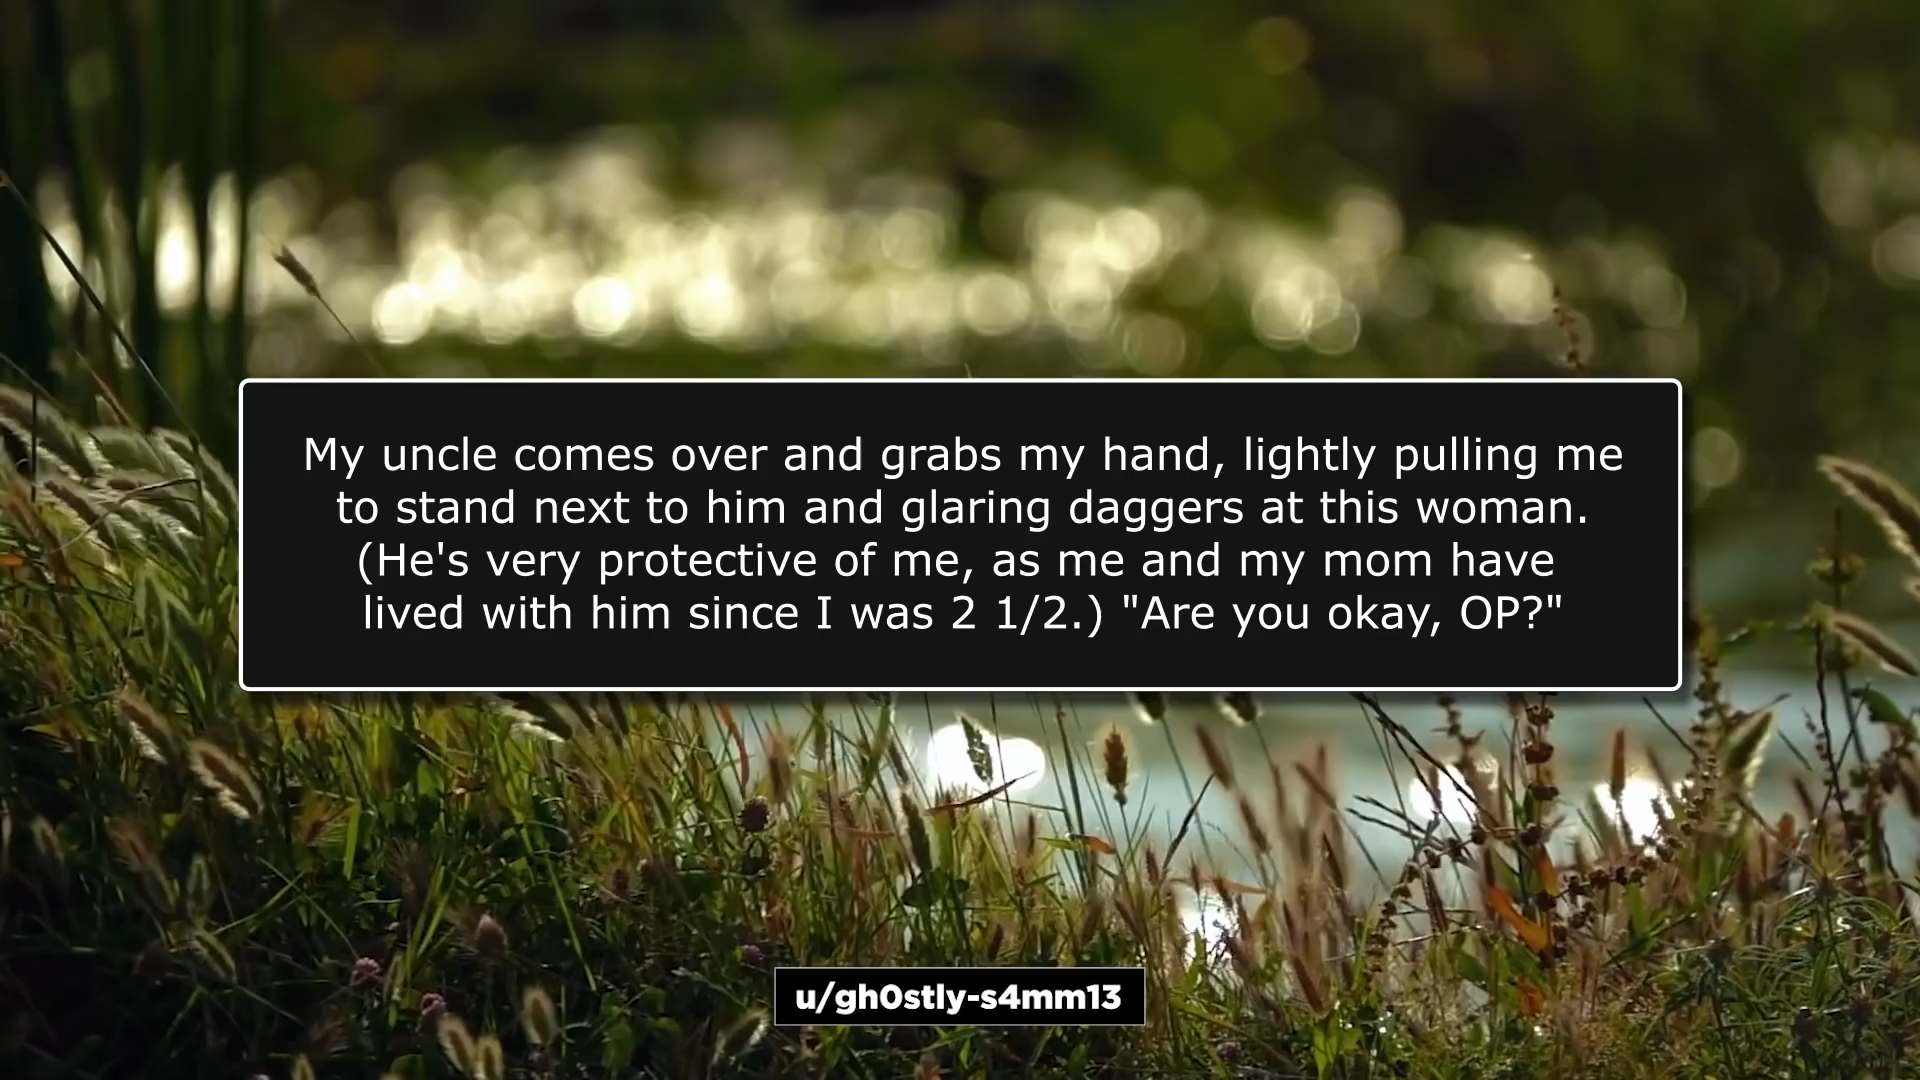 My uncle comes over and grabs my hand, lightly pulling me
to stand next to him and glaring daggers at this woman.
(He's very protective of me, as me and my mom have
lived with him since I was 2 1/2.) "Are you okay, OP?"
u/gh0stly-s4mm13